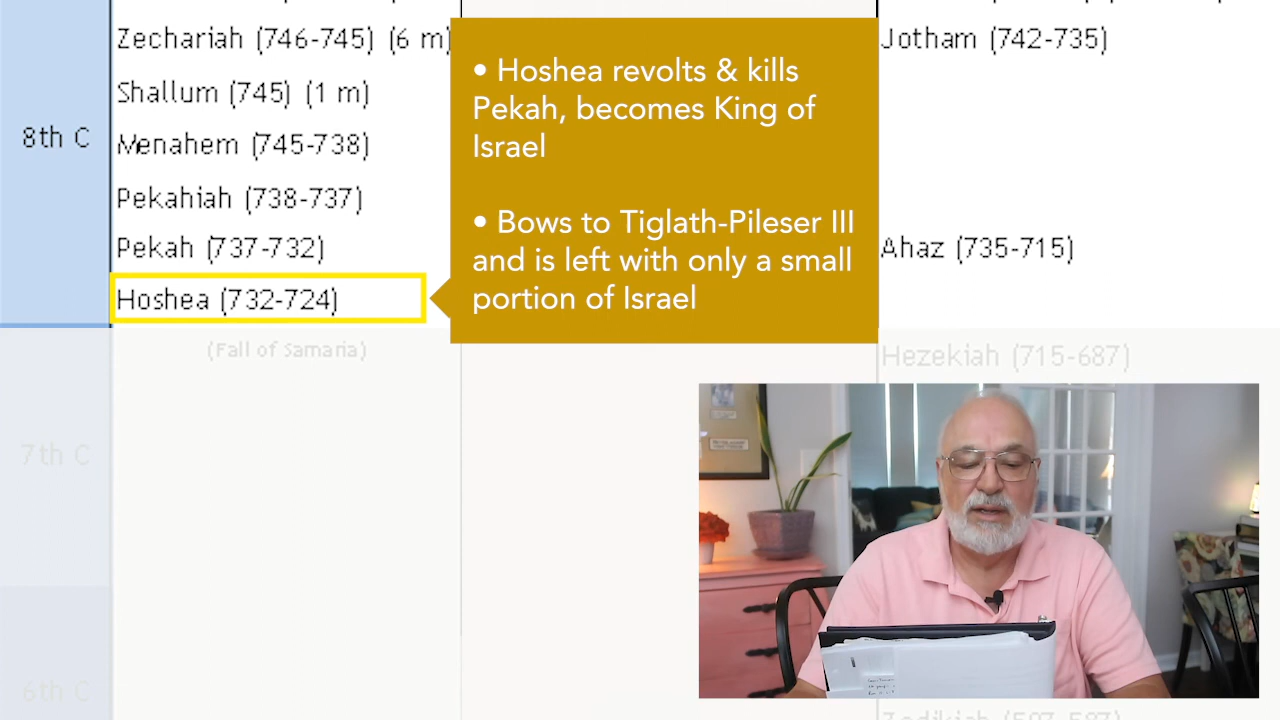 Zechariah (746-745) (6 m)
Shallum (745) (1 m)
8th C
Menahem (745-738)
Pekahiah (738-737)
Pekah (737-732)
Hoshea (732-724)
(Fall of Samaria)
7th C
6th C
• Hoshea revolts & kills
Pekah, becomes King of
Israel
• Bows to Tiglath-Pileser III
and is left with only a small
portion of Israel
Jotham (742-735)
Ahaz (735-715)
Hezekiah (715-687)